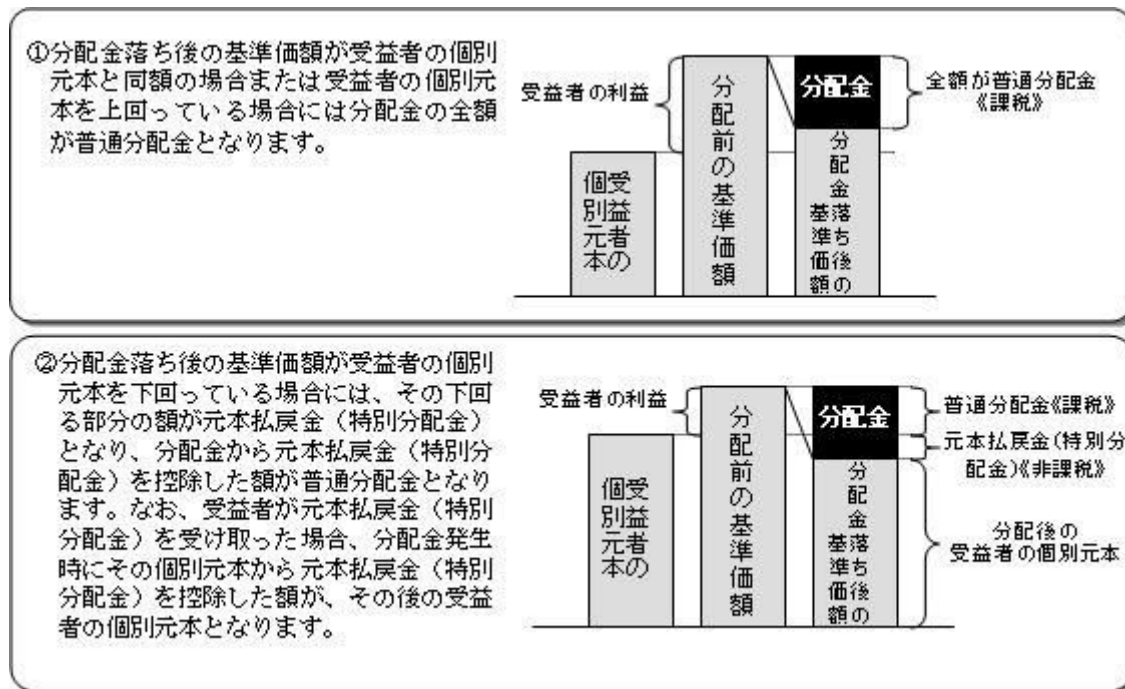 ①分配金落ち後の基準価額が受益者の個別
元本と同額の場合または受益者の個別元
本を上回っている場合には分配金の全額
が普通分配金となります。
受益者の利益
受益者の
個別元本
分配前の基準価額
分配金
分配金落ち後の
基準価額
全額が普通分配金
《課税》
②分配金落ち後の基準価額が受益者の個別
元本を下回っている場合には、その下回
る部分の額が元本払戻金（特別分配金）
となり、分配金から元本払戻金（特別分
配金）を控除した額が普通分配金となり
ます。なお、受益者が元本払戻金（特別
分配金）を受け取った場合、分配金発生
時にその個別元本から元本払戻金（特別
分配金）を控除した額が、その後の受益
者の個別元本となります。
受益者の利益
受益者の
個別元本
分配前の基準価額
分配金
分配金落ち後の
基準価額
普通分配金《課税》
元本払戻金(特別分
配金)《非課税》
分配後の
受益者の個別元本